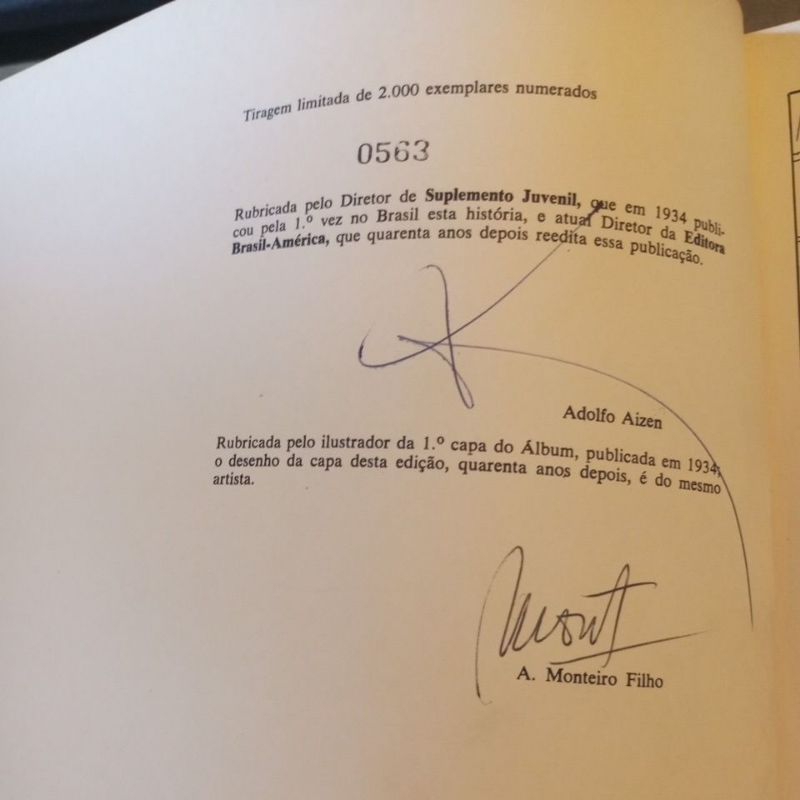 Tiragem limitada de 2.000 exemplares numerados
0563
Rubricada pelo Diretor de Suplemento Juvenil, que em 1934 publi-
cou pela 1.º vez no Brasil esta história, e atual Diretor da Editora
Brasil-América, que quarenta anos depois reedita essa publicação.
Adolfo Aizen
Rubricada pelo ilustrador da 1.º capa do Álbum, publicada em 1934;
o desenho da capa desta edição, quarenta anos depois, é do mesmo
artista.
Mont
A. Monteiro Filho